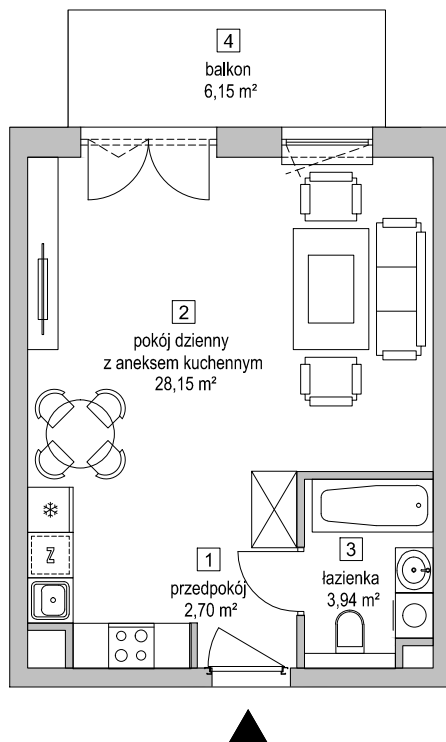 4
balkon
6,15 m²
2
pokój dzienny
z aneksem kuchennym
28,15 m²
Z
1
przedpokój
2,70 m²
3
łazienka
3,94 m²